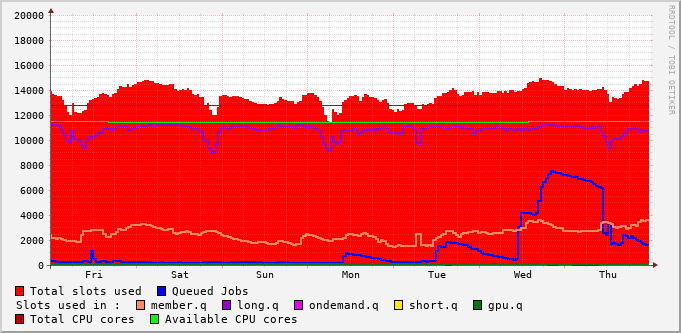 RRDTOOL / TOBI OETIKER
20000
18000
16000
14000
12000
10000
8000
6000
4000
2000
0
Fri Sat Sun Mon Tue Wed Thu
Total slots used Queued Jobs
Slots used in : member.q long.q ondemand.q short.q gpu.q
Total CPU cores Available CPU cores